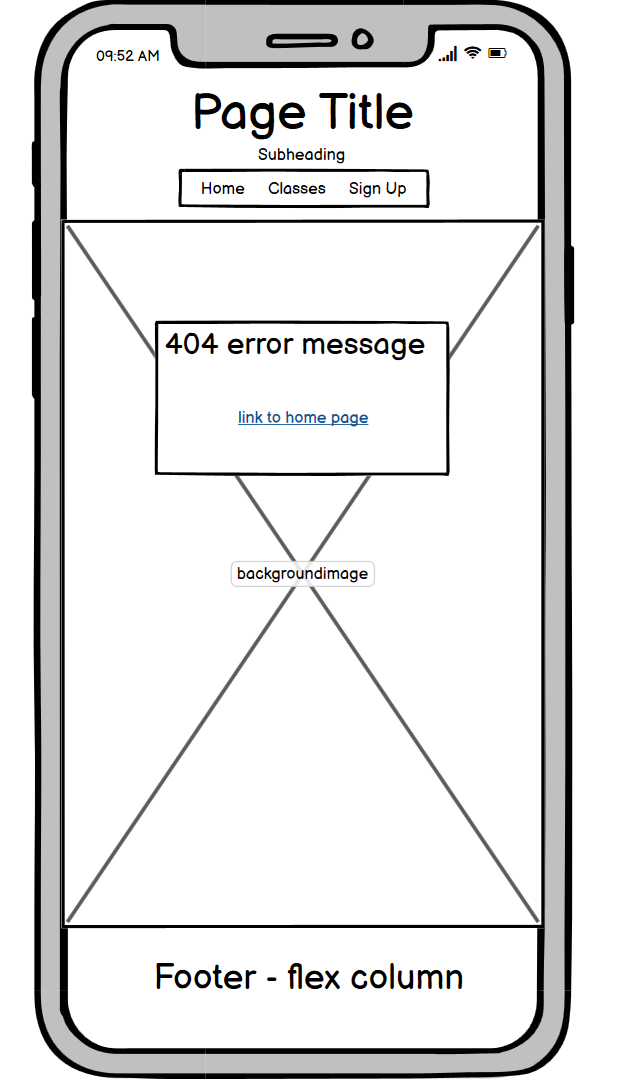 09:52 AM
Page Title
Subheading
Home Classes Sign Up
404 error message
link to home page
backgroundimage
Footer - flex column